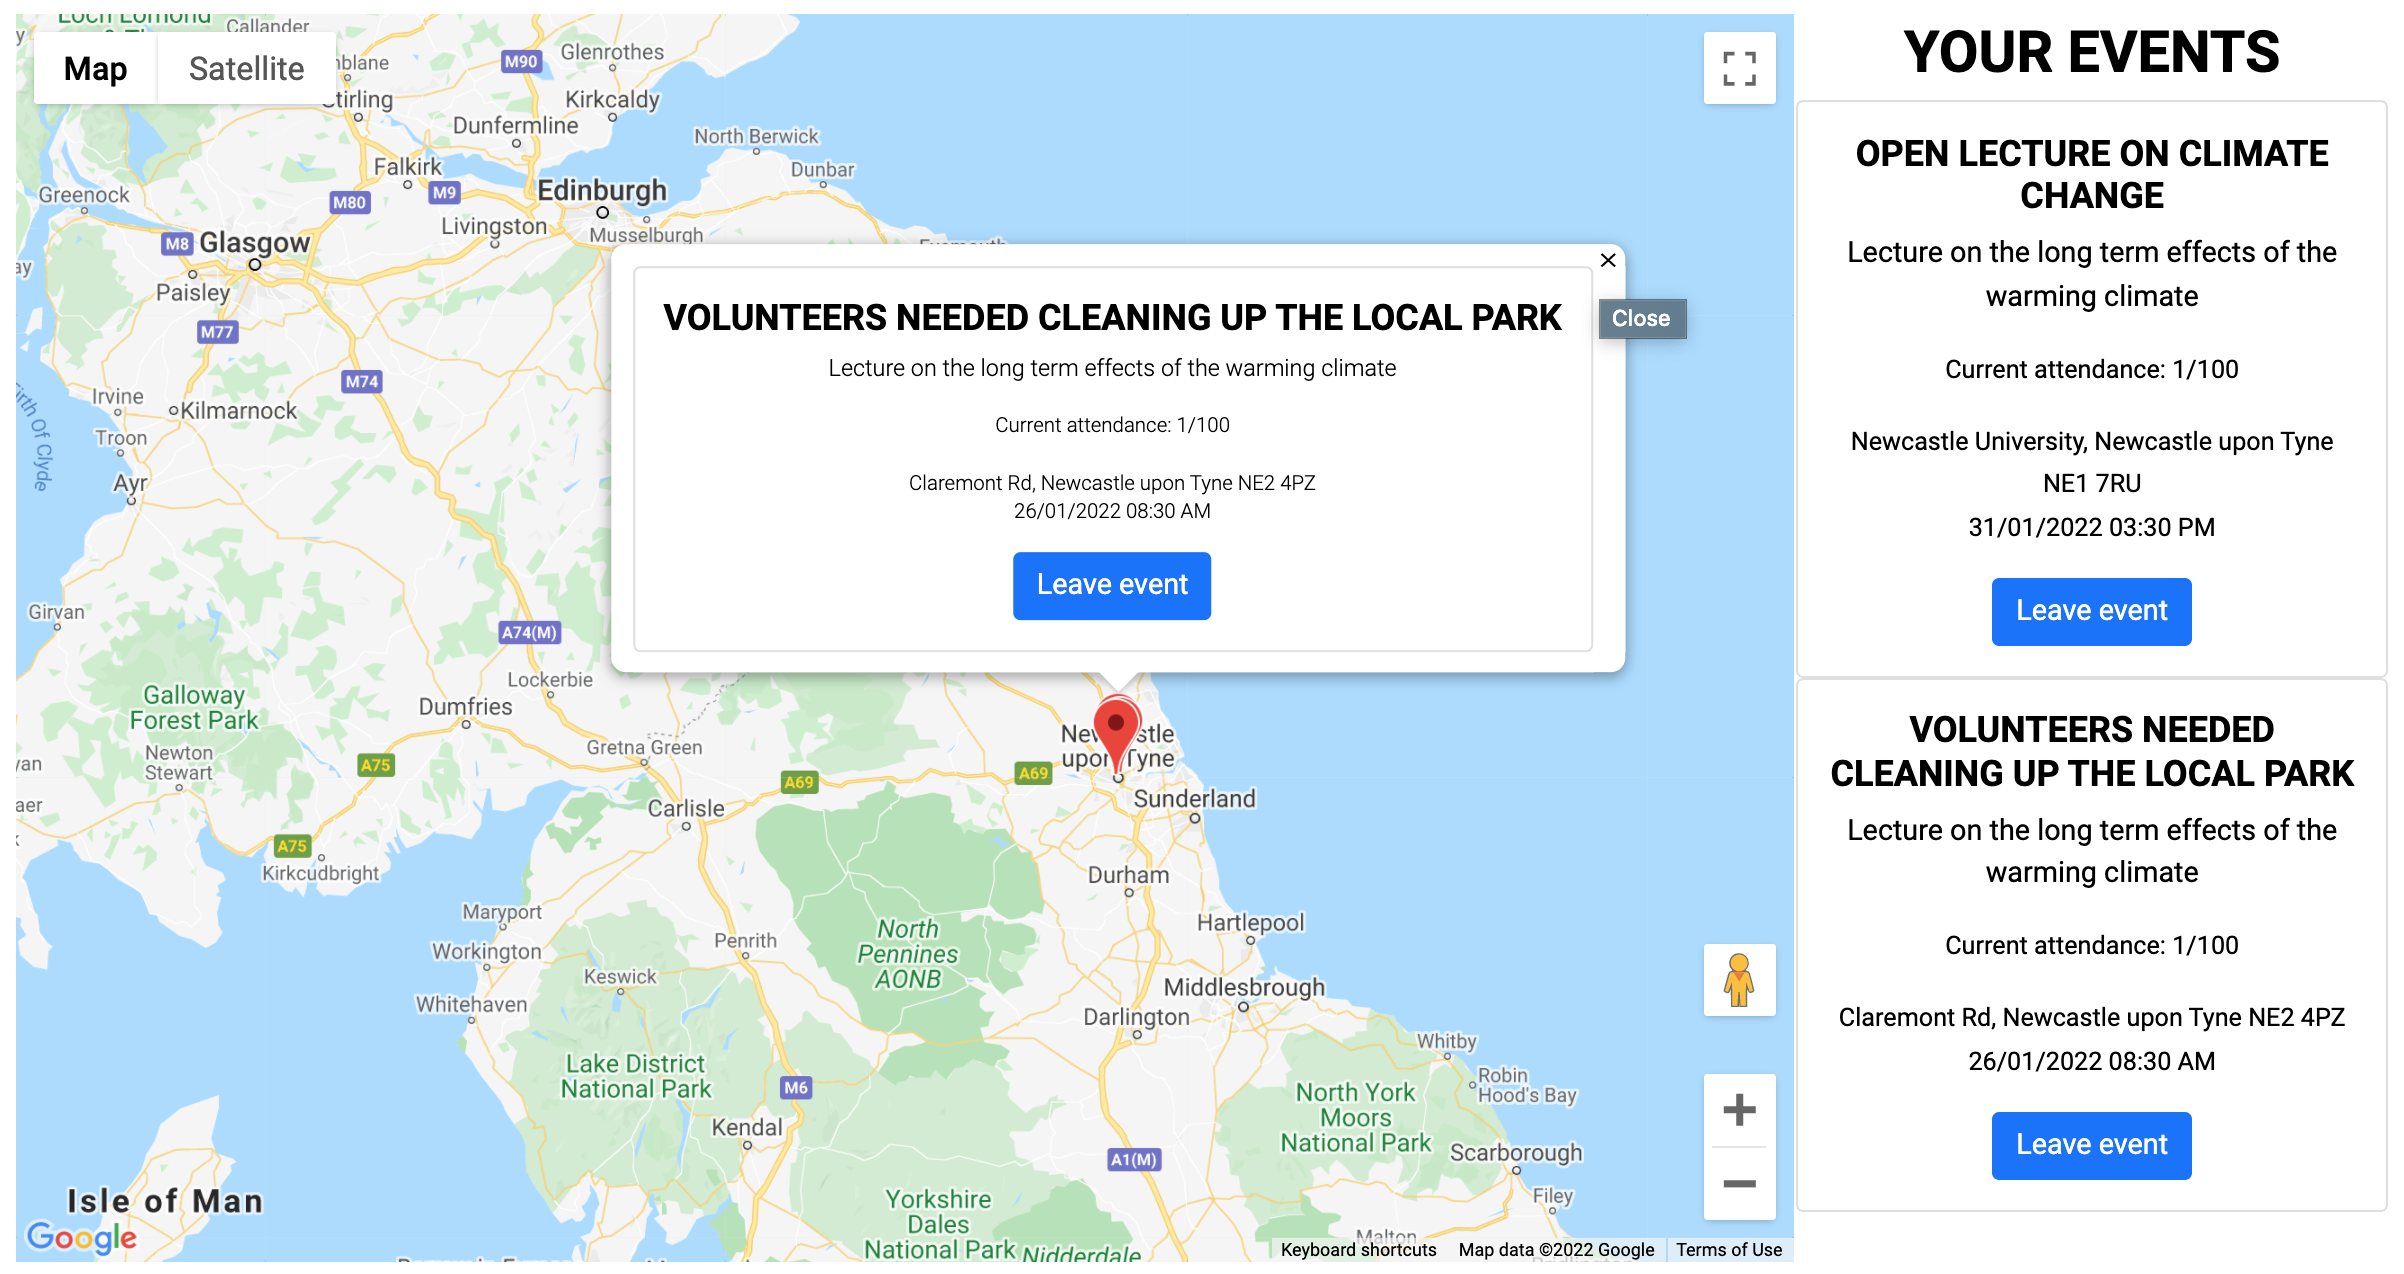 Map
Satellite
Callander
Stirling
M90
Glenrothes
Kirkcaldy
Dunfermline
North Berwick
Falkirk
Dunbar
Greenock
M9
M80
Edinburgh
Livingston
Musselburgh
M8
Glasgow
Paisley
M77
M74
Irvine
Kilmarnock
Troon
Ayr
Girvan
A74(M)
Lockerbie
Dumfries
Galloway
Forest Park
Newton
Stewart
Gretna Green
A75
A69
A69
Carlisle
Upon Tyne
Sunderland
A75
Kirkcudbright
Durham
Maryport
Hartlepool
Workington
Penrith
North
Pennines
AONB
Keswick
Whitehaven
Middlesbrough
Darlington
Whitby
Lake District
National Park
M6
Robin
Hood's Bay
North York
Moors
National Park
Kendal
A1(M)
Scarborough
Isle of Man
Yorkshire
Dales
National Park
Nidderdale
Filey
Malton
Google
Keyboard shortcuts
Map data ©2022 Google
Terms of Use
VOLUNTEERS NEEDED CLEANING UP THE LOCAL PARK
Lecture on the long term effects of the warming climate
Current attendance: 1/100
Claremont Rd, Newcastle upon Tyne NE2 4PZ
26/01/2022 08:30 AM
Leave event
Close
YOUR EVENTS
OPEN LECTURE ON CLIMATE
CHANGE
Lecture on the long term effects of the
warming climate
Current attendance: 1/100
Newcastle University, Newcastle upon Tyne
NE1 7RU
31/01/2022 03:30 PM
Leave event
VOLUNTEERS NEEDED
CLEANING UP THE LOCAL PARK
Lecture on the long term effects of the
warming climate
Current attendance: 1/100
Claremont Rd, Newcastle upon Tyne NE2 4PZ
26/01/2022 08:30 AM
Leave event